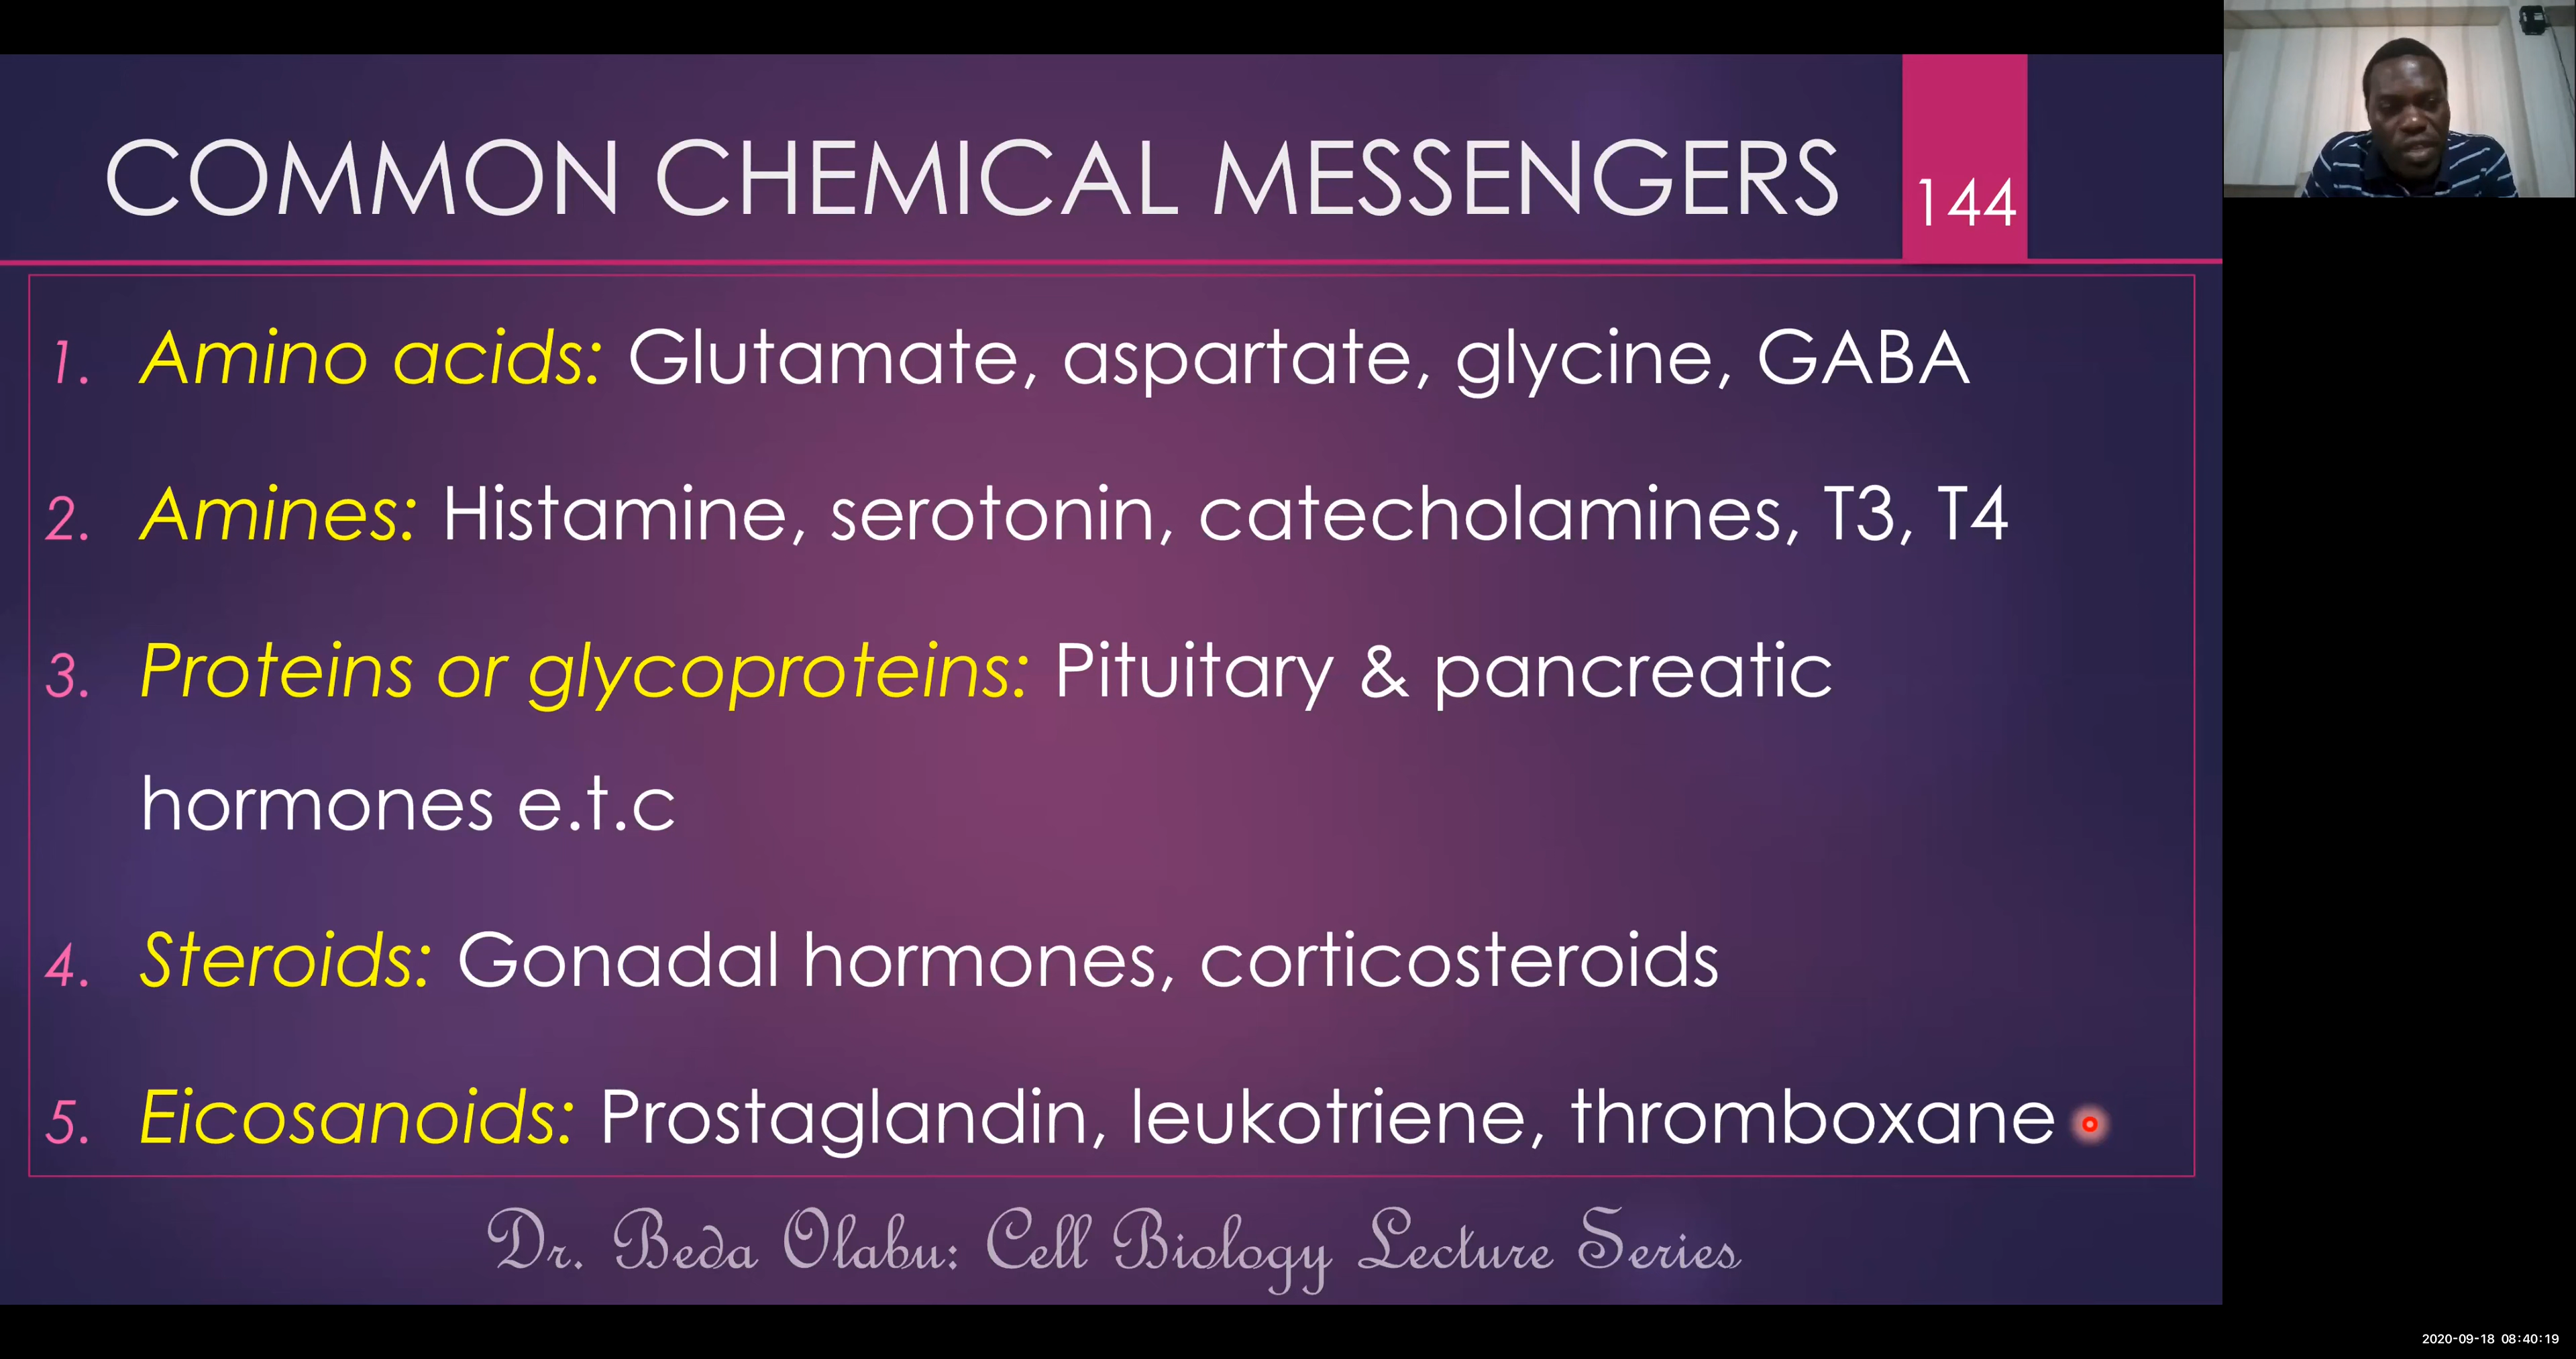 COMMON CHEMICAL MESSENGERS
144
1. Amino acids: Glutamate, aspartate, glycine, GABA
2. Amines: Histamine, serotonin, catecholamines, T3, T4
3. Proteins or glycoproteins: Pituitary & pancreatic
hormones e.t.c
4. Steroids: Gonadal hormones, corticosteroids
5. Eicosanoids: Prostaglandin, leukotriene, thromboxane
Dr. Beda Olabu: Cell Biology Lecture Series
2020-09-18 08:40:19